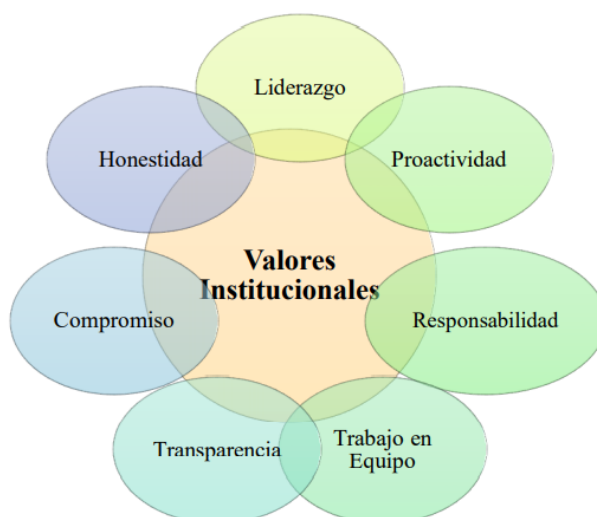 Liderazgo
Honestidad
Proactividad
Valores
Institucionales
Compromiso
Responsabilidad
Transparencia
Trabajo en
Equipo